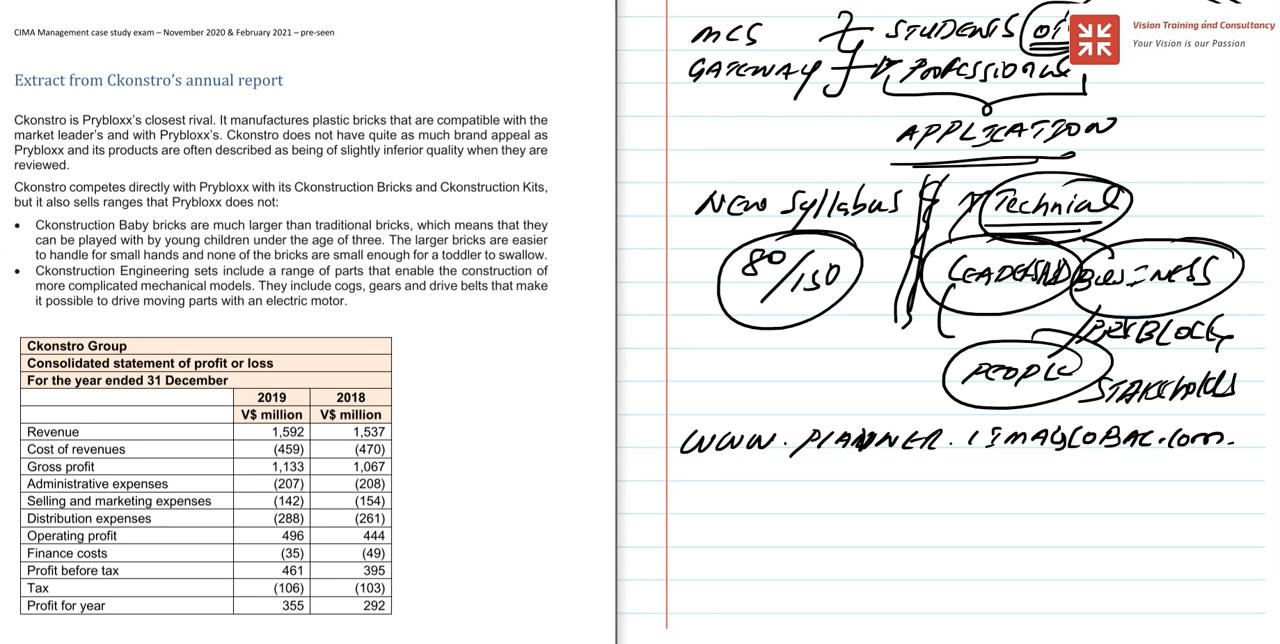 CIMA Management case study exam – November 2020 & February 2021 – pre-seen
Extract from Ckonstro's annual report
Ckonstro is Prybloxx's closest rival. It manufactures plastic bricks that are compatible with the
market leader's and with Prybloxx's. Ckonstro does not have quite as much brand appeal as
Prybloxx and its products are often described as being of slightly inferior quality when they are
reviewed.
Ckonstro competes directly with Prybloxx with its Ckonstruction Bricks and Ckonstruction Kits,
but it also sells ranges that Prybloxx does not:
• Ckonstruction Baby bricks are much larger than traditional bricks, which means that they
can be played with by young children under the age of three. The larger bricks are easier
to handle for small hands and none of the bricks are small enough for a toddler to swallow.
• Ckonstruction Engineering sets include a range of parts that enable the construction of
more complicated mechanical models. They include cogs, gears and drive belts that make
it possible to drive moving parts with an electric motor.
Ckonstro Group
Consolidated statement of profit or loss
For the year ended 31 December
2019 2018
V$ million V$ million
Revenue 1,592 1,537
Cost of revenues (459) (470)
Gross profit 1,133 1,067
Administrative expenses (207) (208)
Selling and marketing expenses (142) (154)
Distribution expenses (288) (261)
Operating profit 496 444
Finance costs (35) (49)
Profit before tax 461 395
Tax (106) (103)
Profit for year 355 292
Vision Training and Consultancy
Your Vision is our Passion
MCS STUDENTS
GATEWAY PROFESSIONALS
APPLICATION
NEW Syllabus Technical
80/150 LEADERSHIP BUSINESS
PEOPLE
WWW.PLANNER.CIMAGLOBAL.COM.